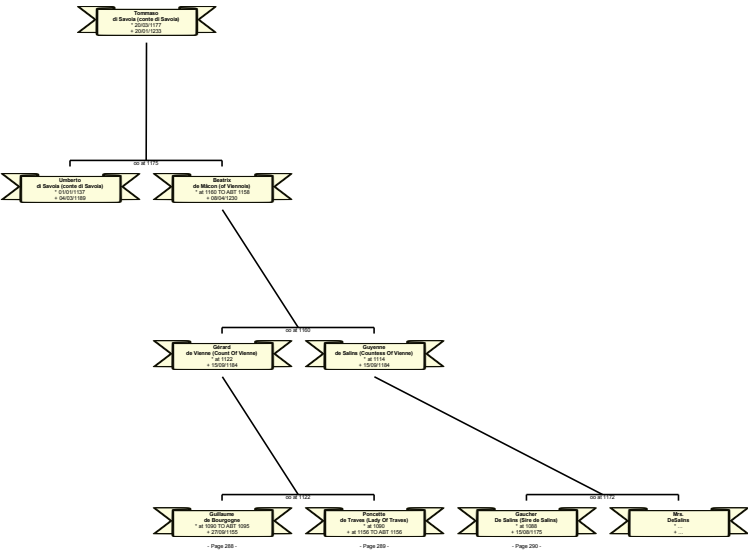 Tommaso
di Savoia (conte di Savoia)
* 20/03/1177
+ 20/01/1233
oo at 1175
Umberto
di Savoia (conte di Savoia)
* 01/01/1137
+ 04/03/1189
Beatrix
de Mâcon (of Viennois)
* at 1160 TO ABT 1158
+ 08/04/1230
oo at 1160
Gérard
de Vienne (Count Of Vienne)
* at 1122
+ 15/09/1184
Guyenne
de Salins (Countess Of Vienne)
* at 1114
+ 15/09/1184
oo at 1122
oo at 1172
Guillaume
de Bourgogne
* at 1090 TO ABT 1095
+ 27/09/1155
Poncette
de Traves (Lady Of Traves)
* at 1090
+ at 1156 TO ABT 1156
Gaucher
De Salins (Sire de Salins)
* at 1088
+ 15/08/1175
Mrs.
DeSalins
* ...
+ ...
- Page 288 -
- Page 289 -
- Page 290 -